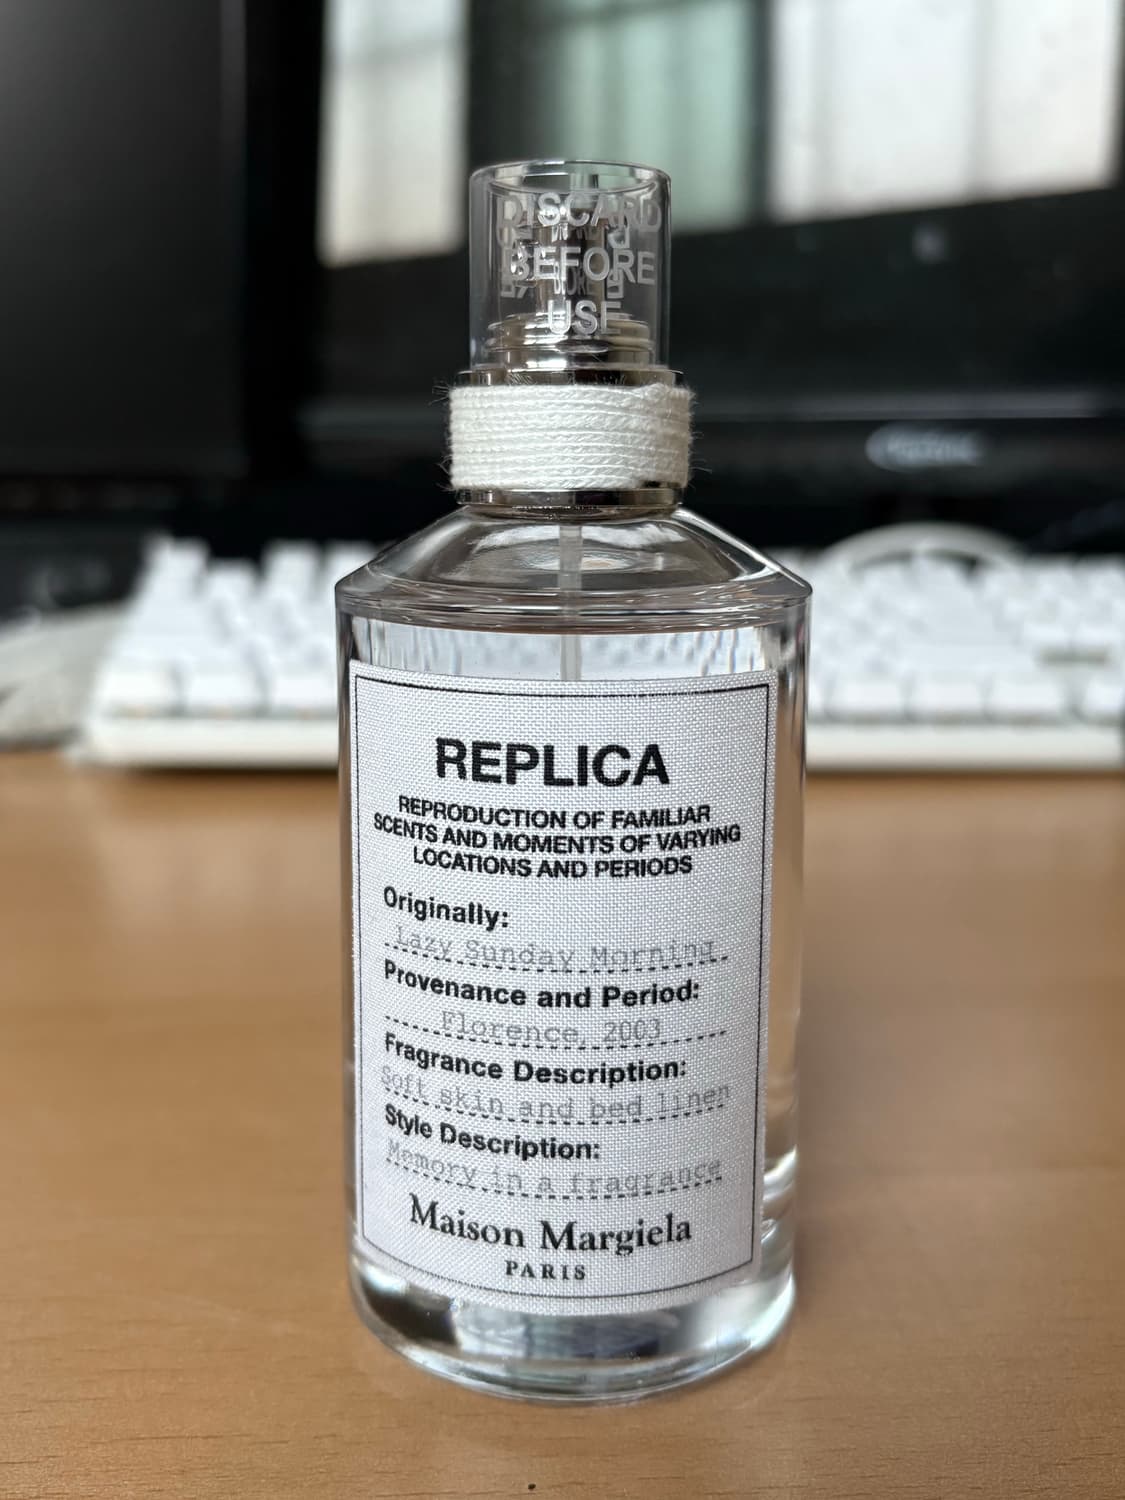 DISCARD
BEFORE
USE
REPLICA
REPRODUCTION OF FAMILIAR
SCENTS AND MOMENTS OF VARYING
LOCATIONS AND PERIODS
Originally:
Lazy Sunday Morning
Provenance and Period:
Florence, 2003
Fragrance Description:
Soft skin and bed linen
Style Description:
Memory in a fragrance
Maison Margiela
PARIS